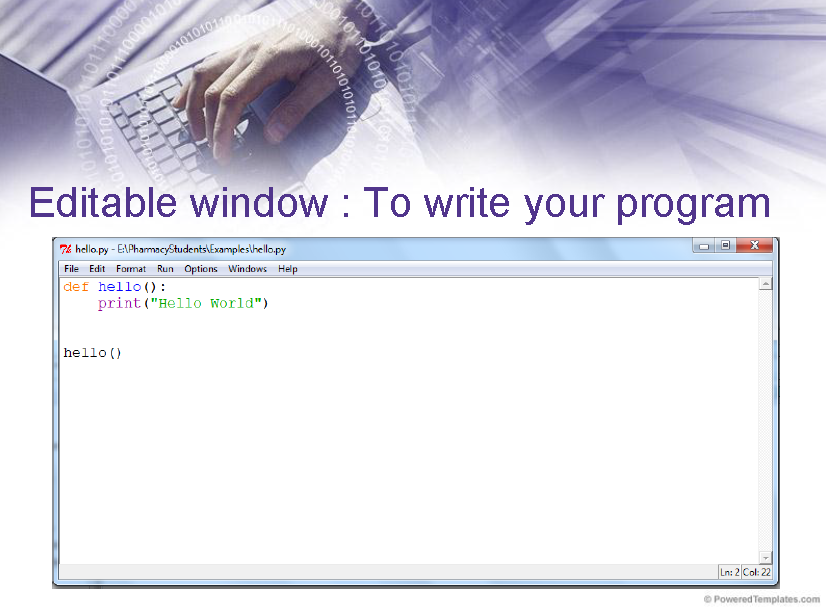 Editable window : To write your program
hello.py - E:\PharmacyStudents\Examples\hello.py
File Edit Format Run Options Windows Help
def hello():
    print("Hello World")
hello()
Ln: 2 Col: 22
© PoweredTemplates.com